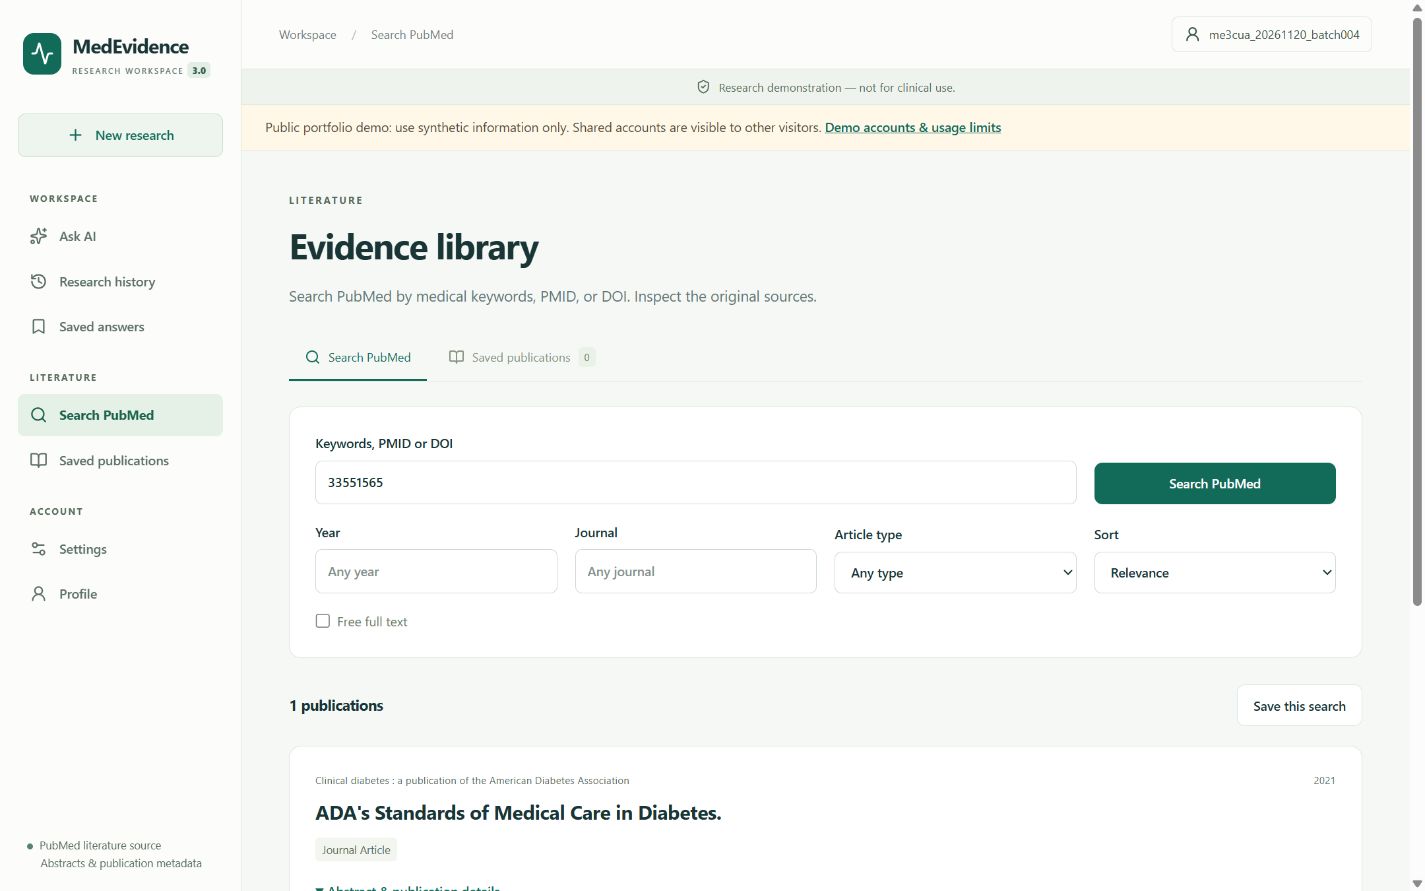 MedEvidence
RESEARCH WORKSPACE 3.0
New research
WORKSPACE
Ask AI
Research history
Saved answers
LITERATURE
Search PubMed
Saved publications
ACCOUNT
Settings
Profile
PubMed literature source
Abstracts & publication metadata
Workspace / Search PubMed
me3cua_20261120_batch004
Research demonstration — not for clinical use.
Public portfolio demo: use synthetic information only. Shared accounts are visible to other visitors. Demo accounts & usage limits
LITERATURE
Evidence library
Search PubMed by medical keywords, PMID, or DOI. Inspect the original sources.
Search PubMed
Saved publications 0
Keywords, PMID or DOI
33551565
Search PubMed
Year
Journal
Article type
Sort
Any year
Any journal
Any type
Relevance
Free full text
1 publications
Save this search
Clinical diabetes : a publication of the American Diabetes Association
2021
ADA's Standards of Medical Care in Diabetes.
Journal Article
Abstract & publication details